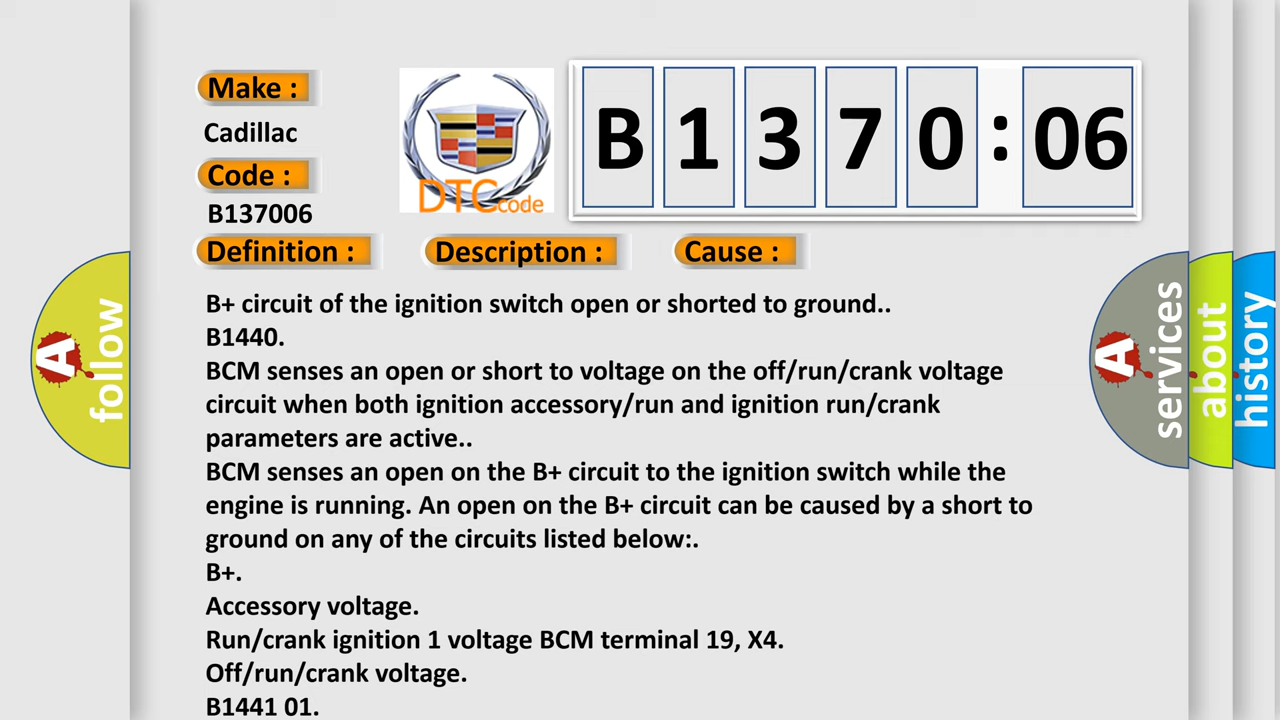 Make :
Cadillac
Code :
B137006
DTCcode
B1370:06
Definition :
Description :
Cause :
B+ circuit of the ignition switch open or shorted to ground..
B1440.
BCM senses an open or short to voltage on the off/run/crank voltage
circuit when both ignition accessory/run and ignition run/crank
parameters are active..
BCM senses an open on the B+ circuit to the ignition switch while the
engine is running. An open on the B+ circuit can be caused by a short to
ground on any of the circuits listed below:.
B+.
Accessory voltage.
Run/crank ignition 1 voltage BCM terminal 19, X4.
Off/run/crank voltage.
B1441 01.
A
follow
A
services
about
history